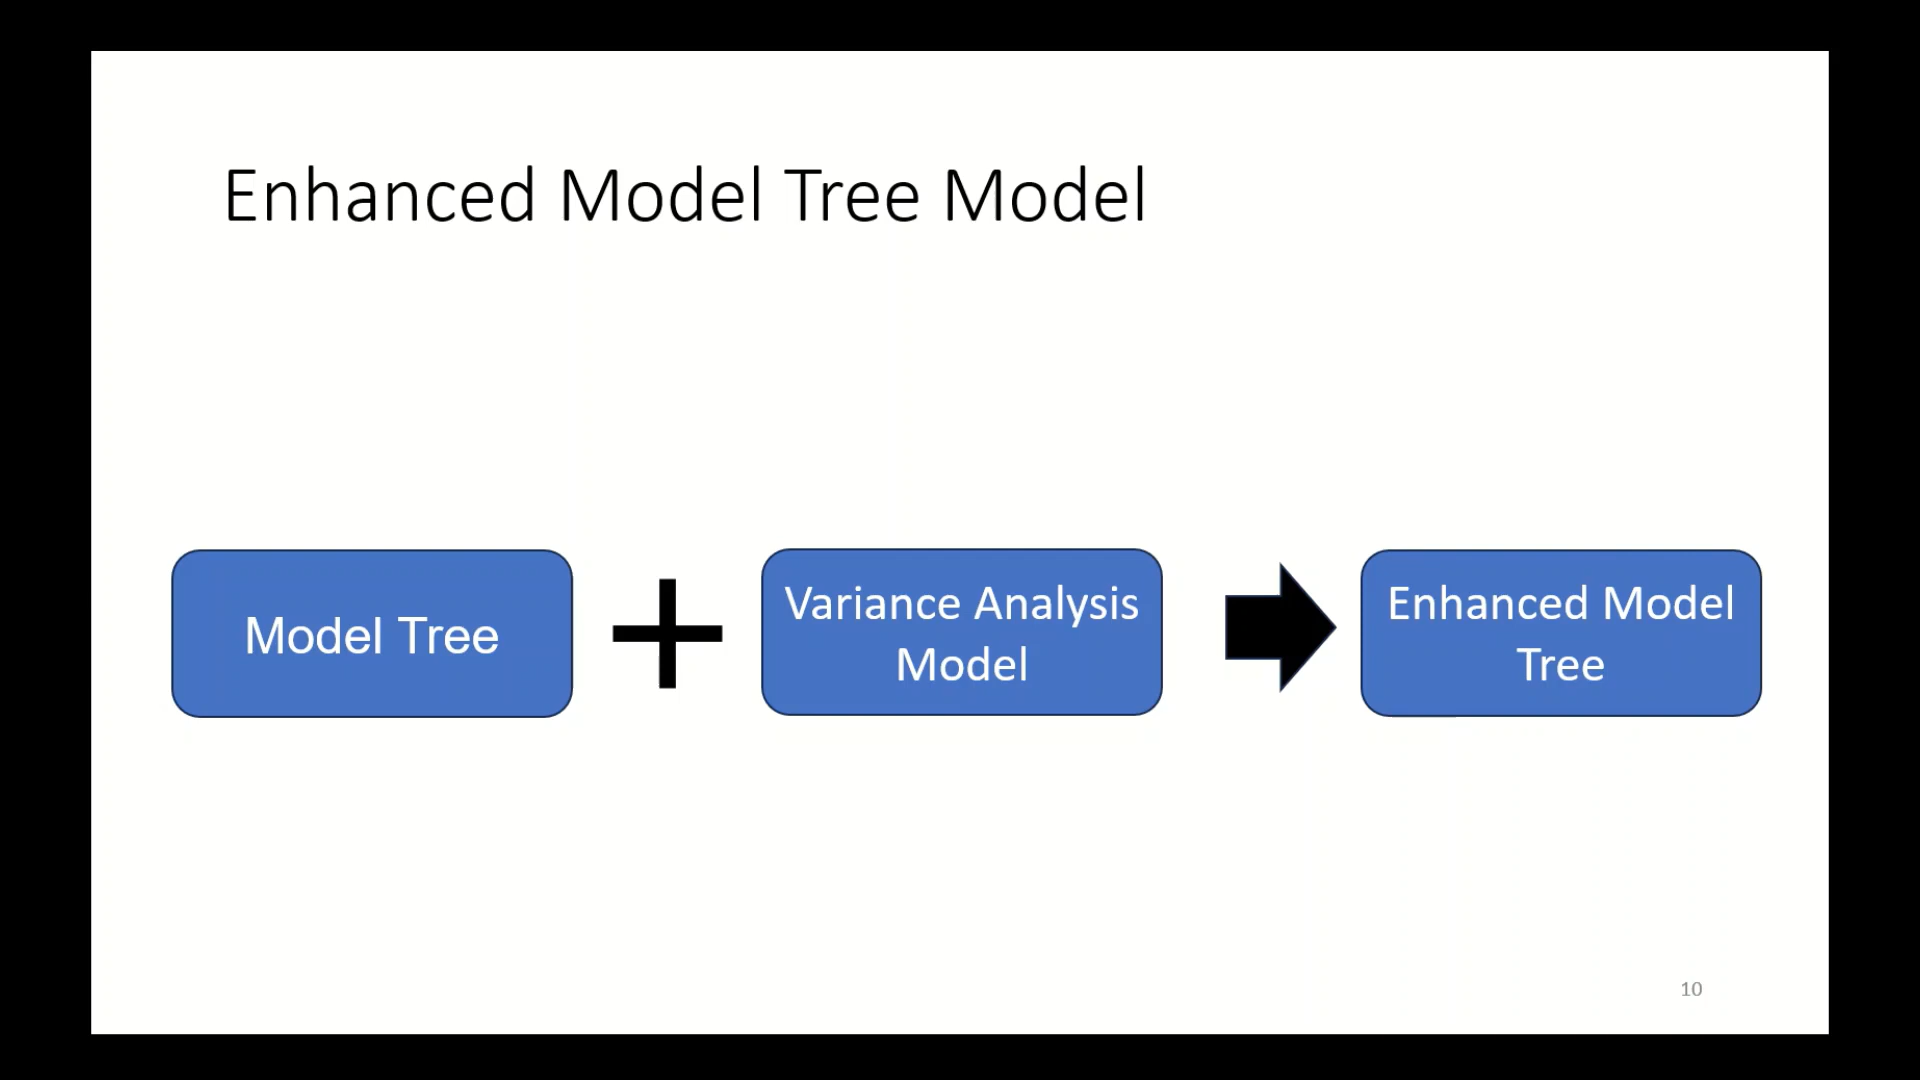 Enhanced Model Tree Model
Model Tree
Variance Analysis
Model
Enhanced Model
Tree
10